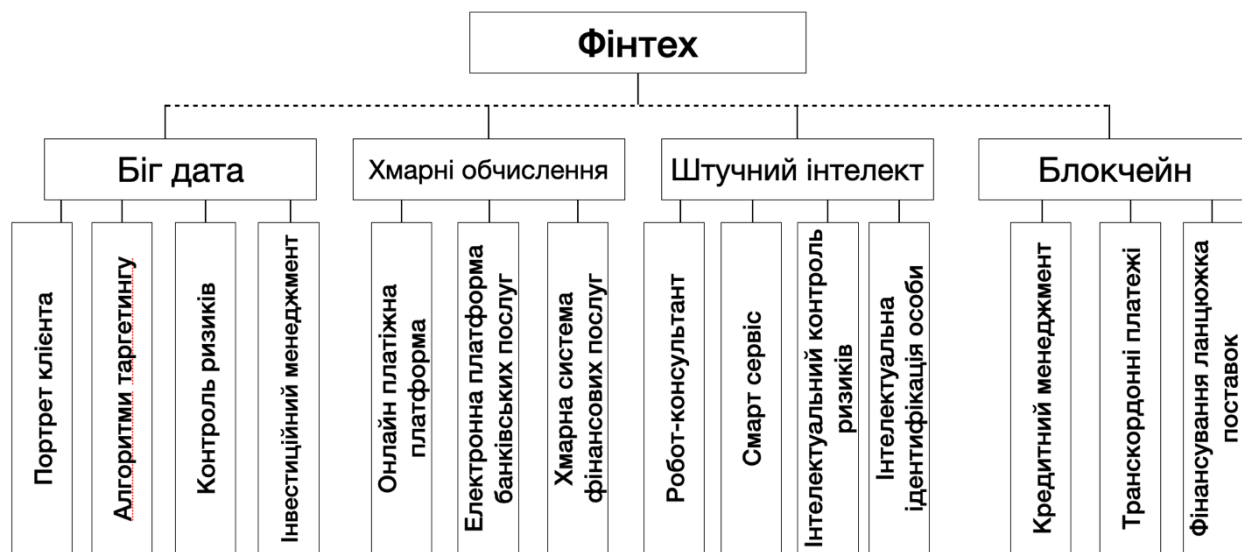 Фінтех
Біг дата
Хмарні обчислення
Штучний інтелект
Блокчейн
Портрет клієнта
Алгоритми таргетингу
Контроль ризиків
Інвестиційний менеджмент
Онлайн платіжна
платформа
Електронна платформа
банківських послуг
Хмарна система
фінансових послуг
Робот-консультант
Смарт сервіс
Інтелектуальний контроль
ризиків
Інтелектуальна
ідентифікація особи
Кредитний менеджмент
Транскордонні платежі
Фінансування ланцюжка
поставок